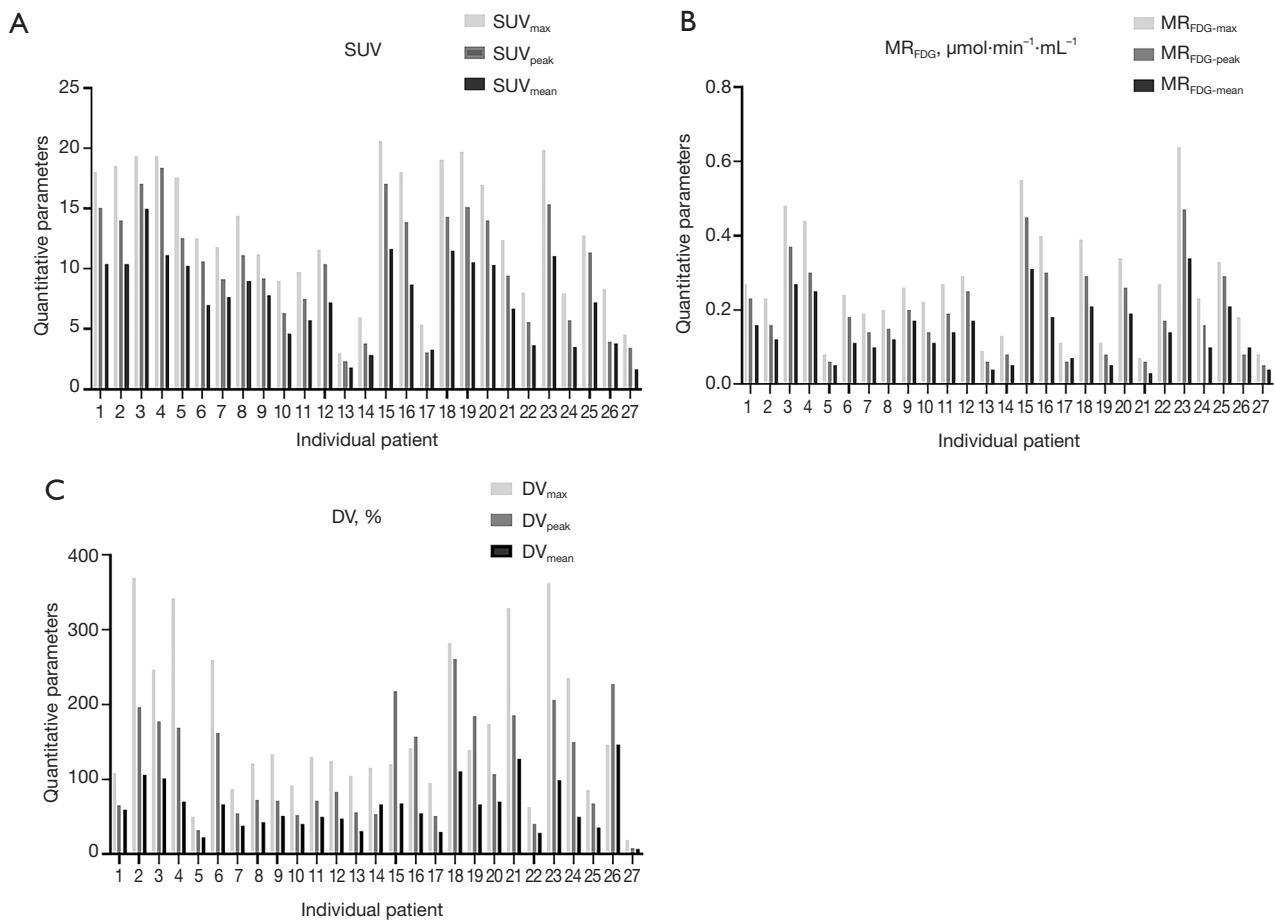 A
SUV
SUVmax
SUVpeak
SUVmean
Quantitative parameters
25
20
15
10
5
0
1 2 3 4 5 6 7 8 9 10 11 12 13 14 15 16 17 18 19 20 21 22 23 24 25 26 27
Individual patient
B
MRFDG, μmol·min⁻¹·mL⁻¹
MRFDG-max
MRFDG-peak
MRFDG-mean
Quantitative parameters
0.8
0.6
0.4
0.2
0.0
1 2 3 4 5 6 7 8 9 10 11 12 13 14 15 16 17 18 19 20 21 22 23 24 25 26 27
Individual patient
C
DV, %
DVmax
DVpeak
DVmean
Quantitative parameters
400
300
200
100
0
1 2 3 4 5 6 7 8 9 10 11 12 13 14 15 16 17 18 19 20 21 22 23 24 25 26 27
Individual patient